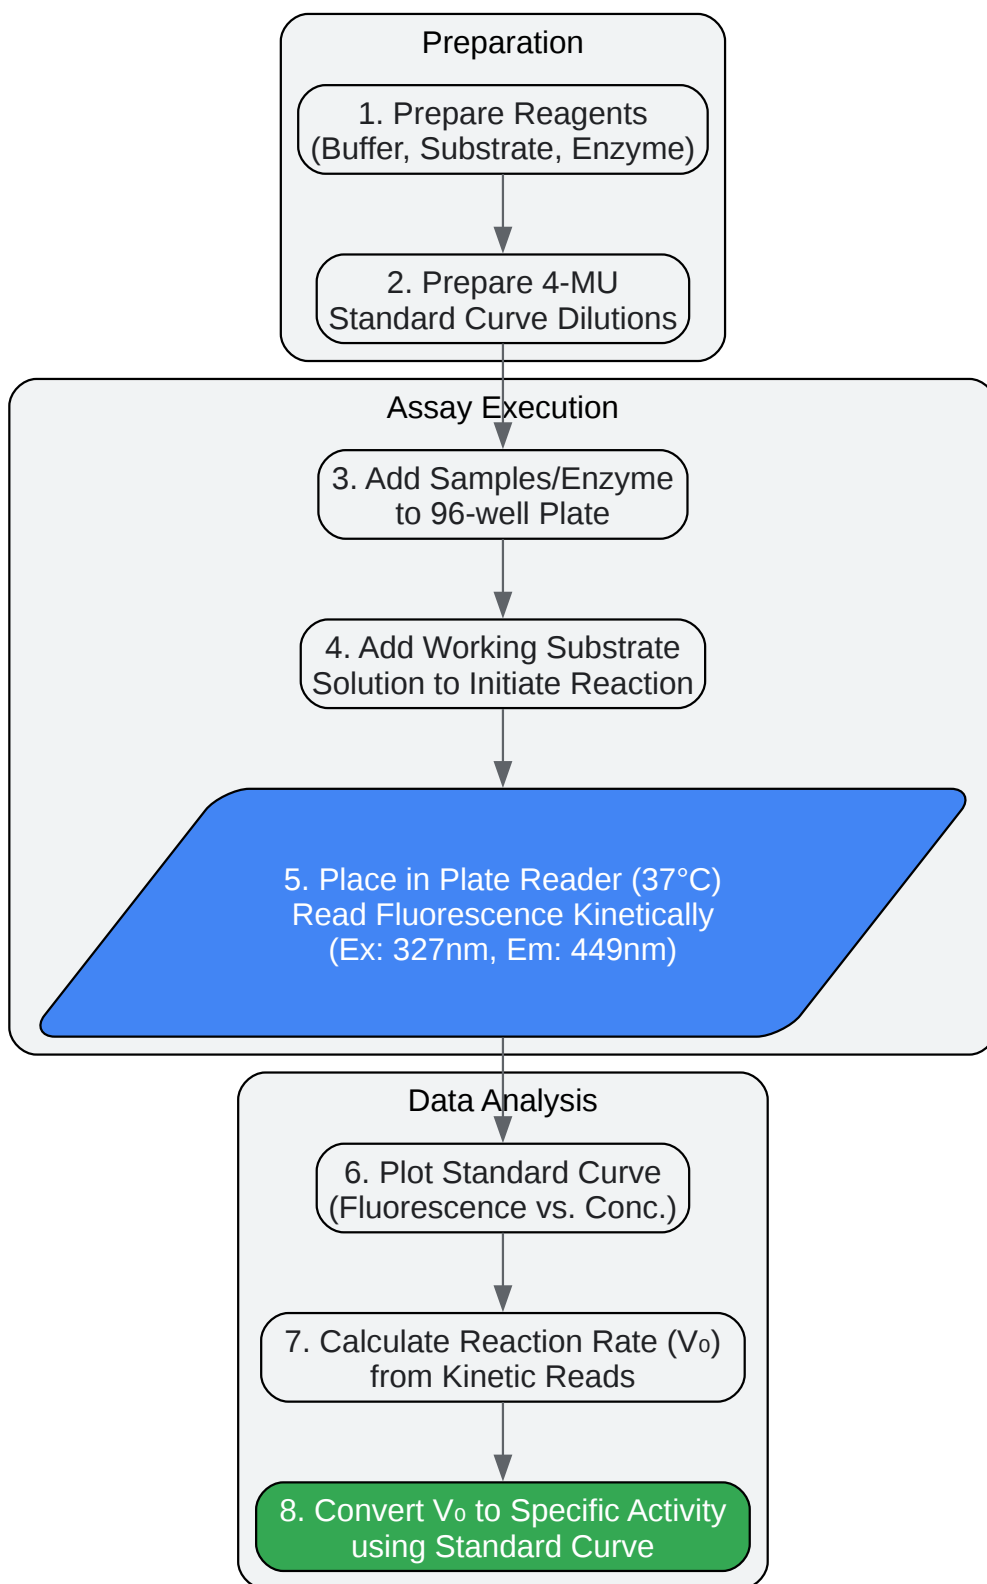 Preparation
1. Prepare Reagents
(Buffer, Substrate, Enzyme)
2. Prepare 4-MU
Standard Curve Dilutions
Assay Execution
3. Add Samples/Enzyme
to 96-well Plate
4. Add Working Substrate
Solution to Initiate Reaction
5. Place in Plate Reader (37°C)
Read Fluorescence Kinetically
(Ex: 327nm, Em: 449nm)
Data Analysis
6. Plot Standard Curve
(Fluorescence vs. Conc.)
7. Calculate Reaction Rate (V₀)
from Kinetic Reads
8. Convert V₀ to Specific Activity
using Standard Curve